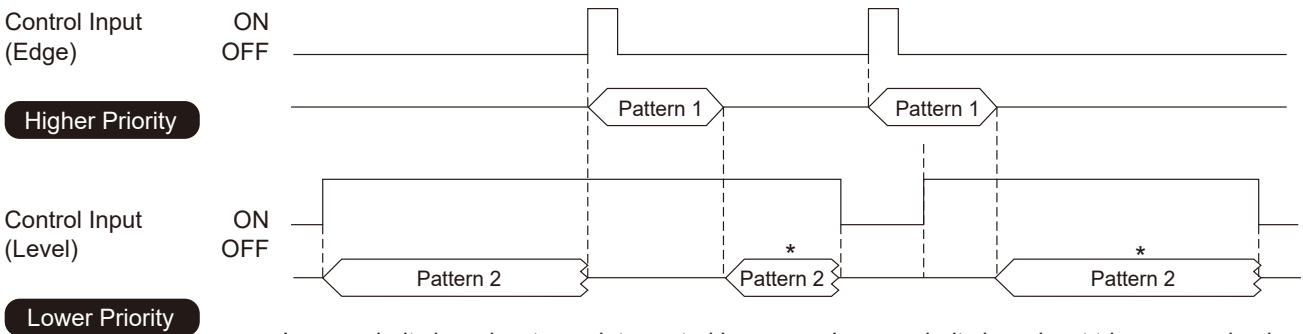 Control Input ON
(Edge) OFF
Higher Priority
Pattern 1 Pattern 1
Control Input ON
(Level) OFF
* *
Pattern 2 Pattern 2 Pattern 2
Lower Priority